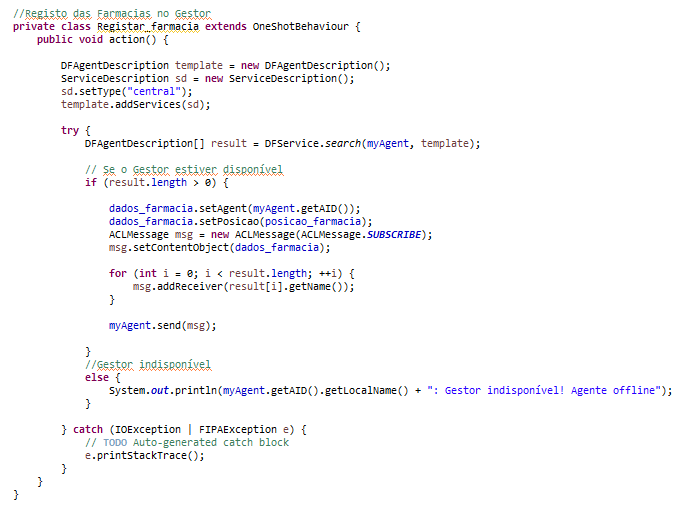 //Registo das Farmacias no Gestor
private class Registar_farmacia extends OneShotBehaviour {
public void action() {
DFAgentDescription template = new DFAgentDescription();
ServiceDescription sd = new ServiceDescription();
sd.setType("central");
template.addServices(sd);
try {
DFAgentDescription[] result = DFService.search(myAgent, template);
// Se o Gestor estiver disponível
if (result.length > 0) {
dados_farmacia.setAgent(myAgent.getAID());
dados_farmacia.setPosicao(posicao_farmacia);
ACLMessage msg = new ACLMessage(ACLMessage.SUBSCRIBE);
msg.setContentObject(dados_farmacia);
for (int i = 0; i < result.length; ++i) {
msg.addReceiver(result[i].getName());
}
myAgent.send(msg);
}
//Gestor indisponível
else {
System.out.println(myAgent.getAID().getLocalName() + ": Gestor indisponível! Agente offline");
}
} catch (IOException | FIPAException e) {
// TODO Auto-generated catch block
e.printStackTrace();
}
}
}